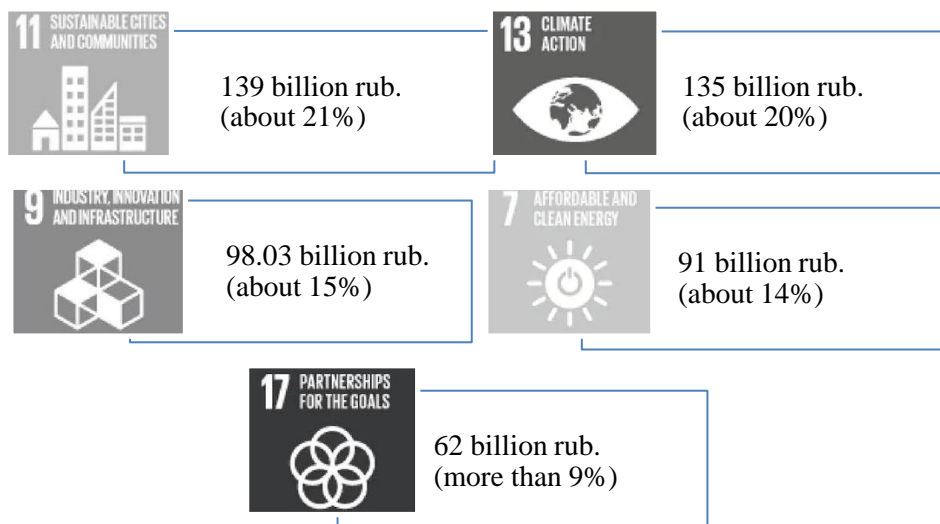 11 SUSTAINABLE CITIES
AND COMMUNITIES
139 billion rub.
(about 21%)
13 CLIMATE
ACTION
135 billion rub.
(about 20%)
9 INDUSTRY, INNOVATION
AND INFRASTRUCTURE
98.03 billion rub.
(about 15%)
7 AFFORDABLE AND
CLEAN ENERGY
91 billion rub.
(about 14%)
17 PARTNERSHIPS
FOR THE GOALS
62 billion rub.
(more than 9%)